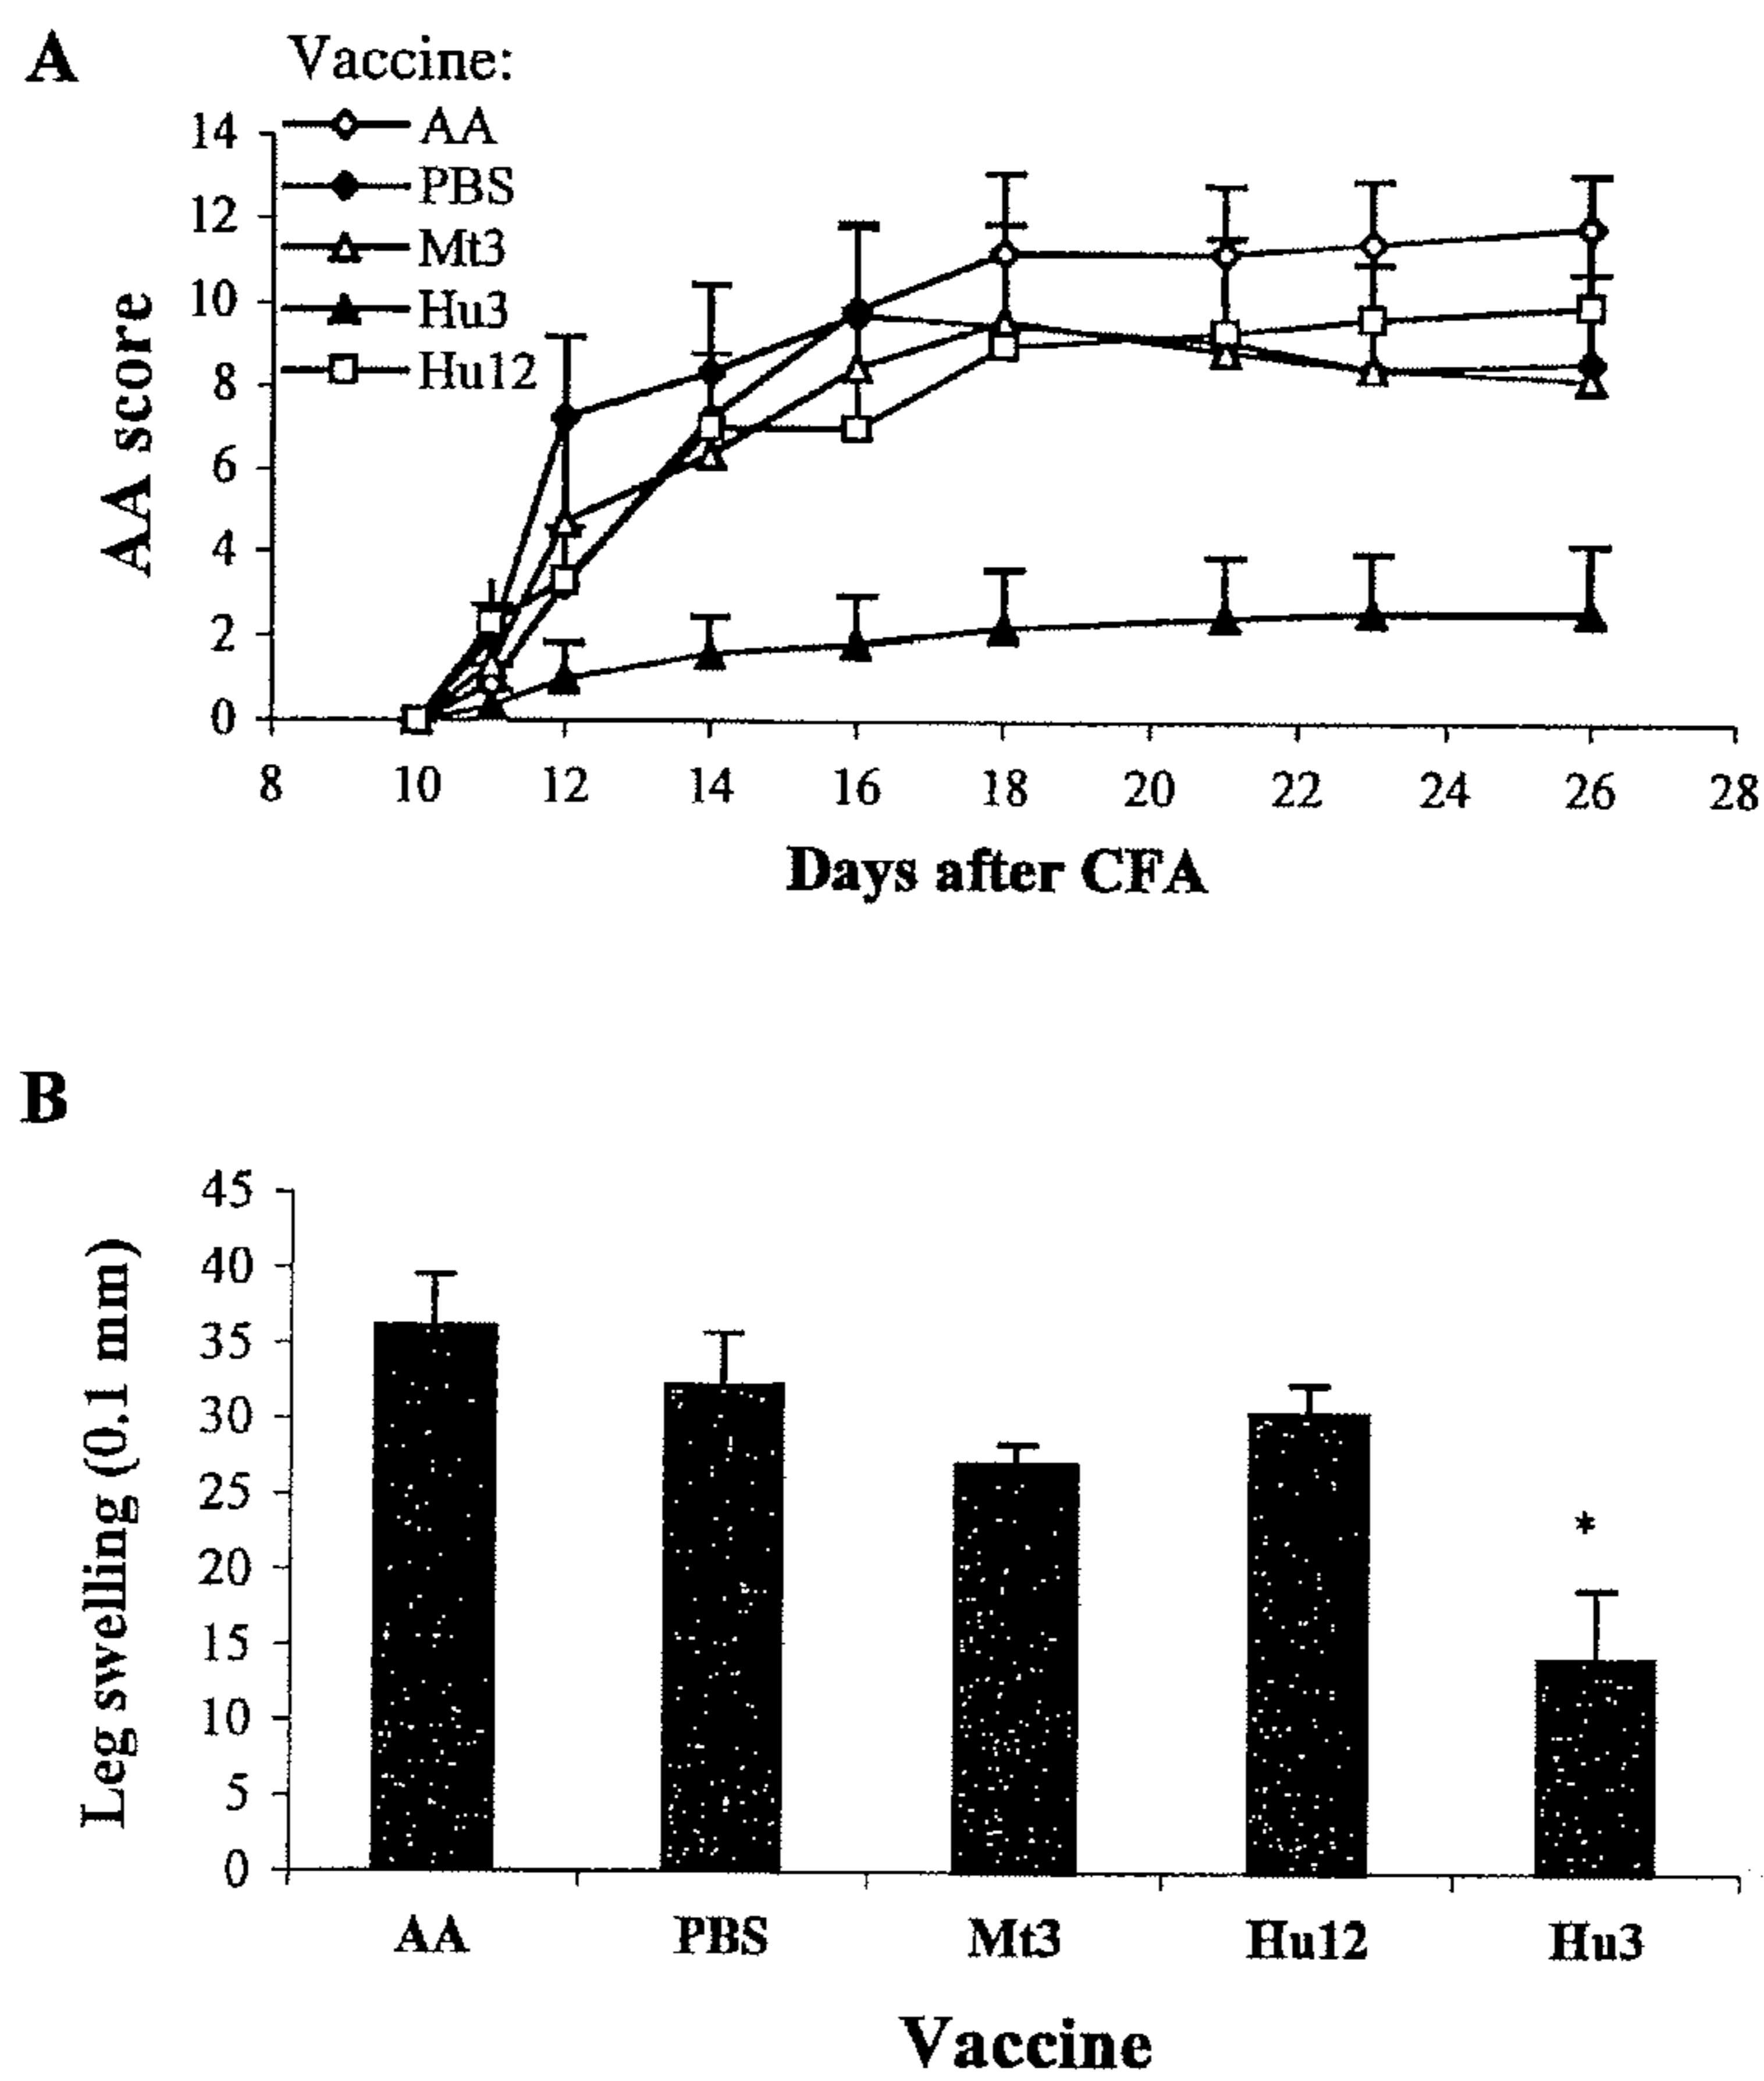 A
Vaccine:
AA
PBS
Mt3
Hu3
Hu12
14
12
10
8
6
4
2
0
AA score
8 10 12 14 16 18 20 22 24 26 28
Days after CFA
B
45
40
35
30
25
20
15
10
5
0
Leg swelling (0.1 mm)
*
AA PBS Mt3 Hu12 Hu3
Vaccine